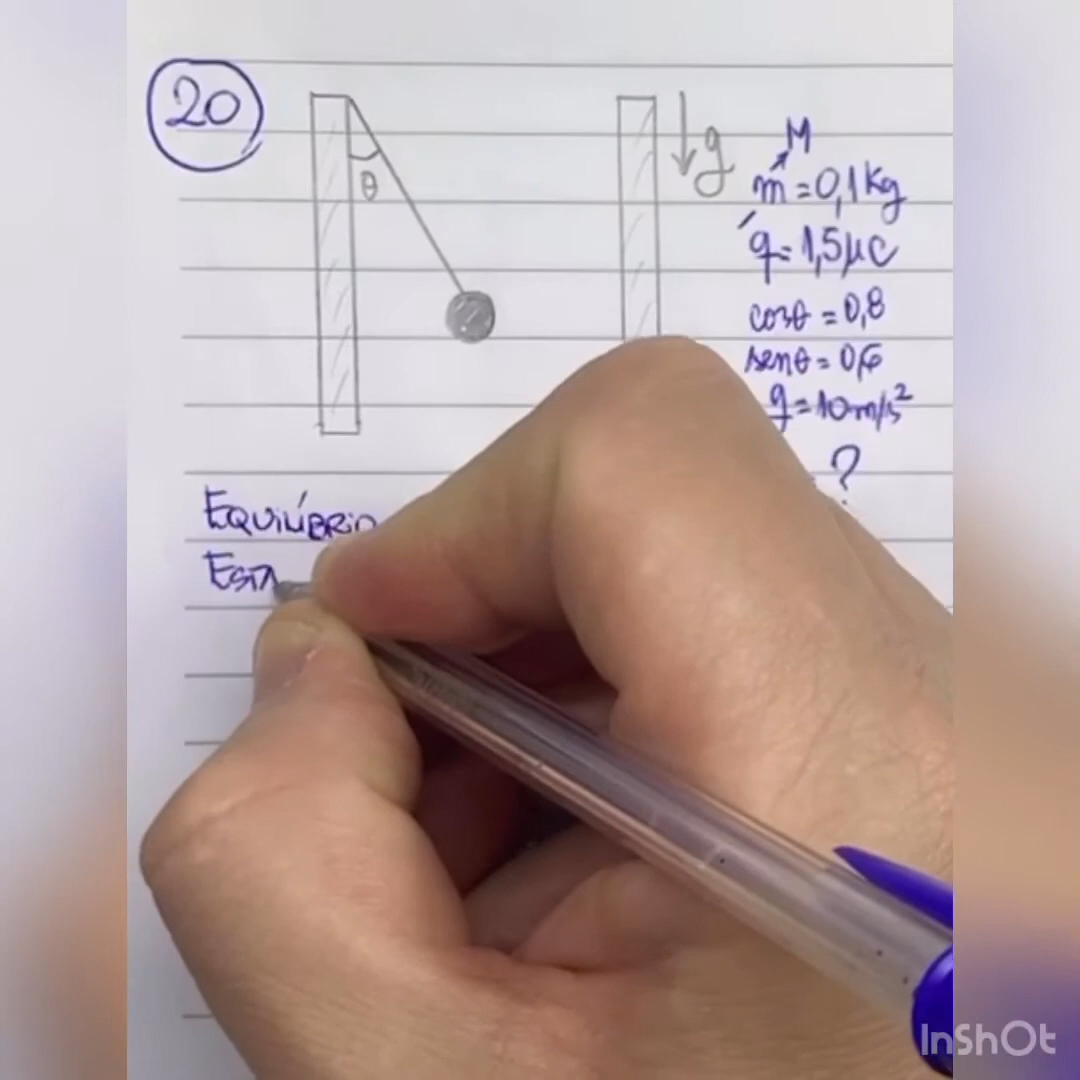 20
θ
g
M
m = 0,1 Kg
q = 1,5 μC
cosθ = 0,8
senθ = 0,6
g = 10 m/s²
?
EQUILÍBRIO
InShOt